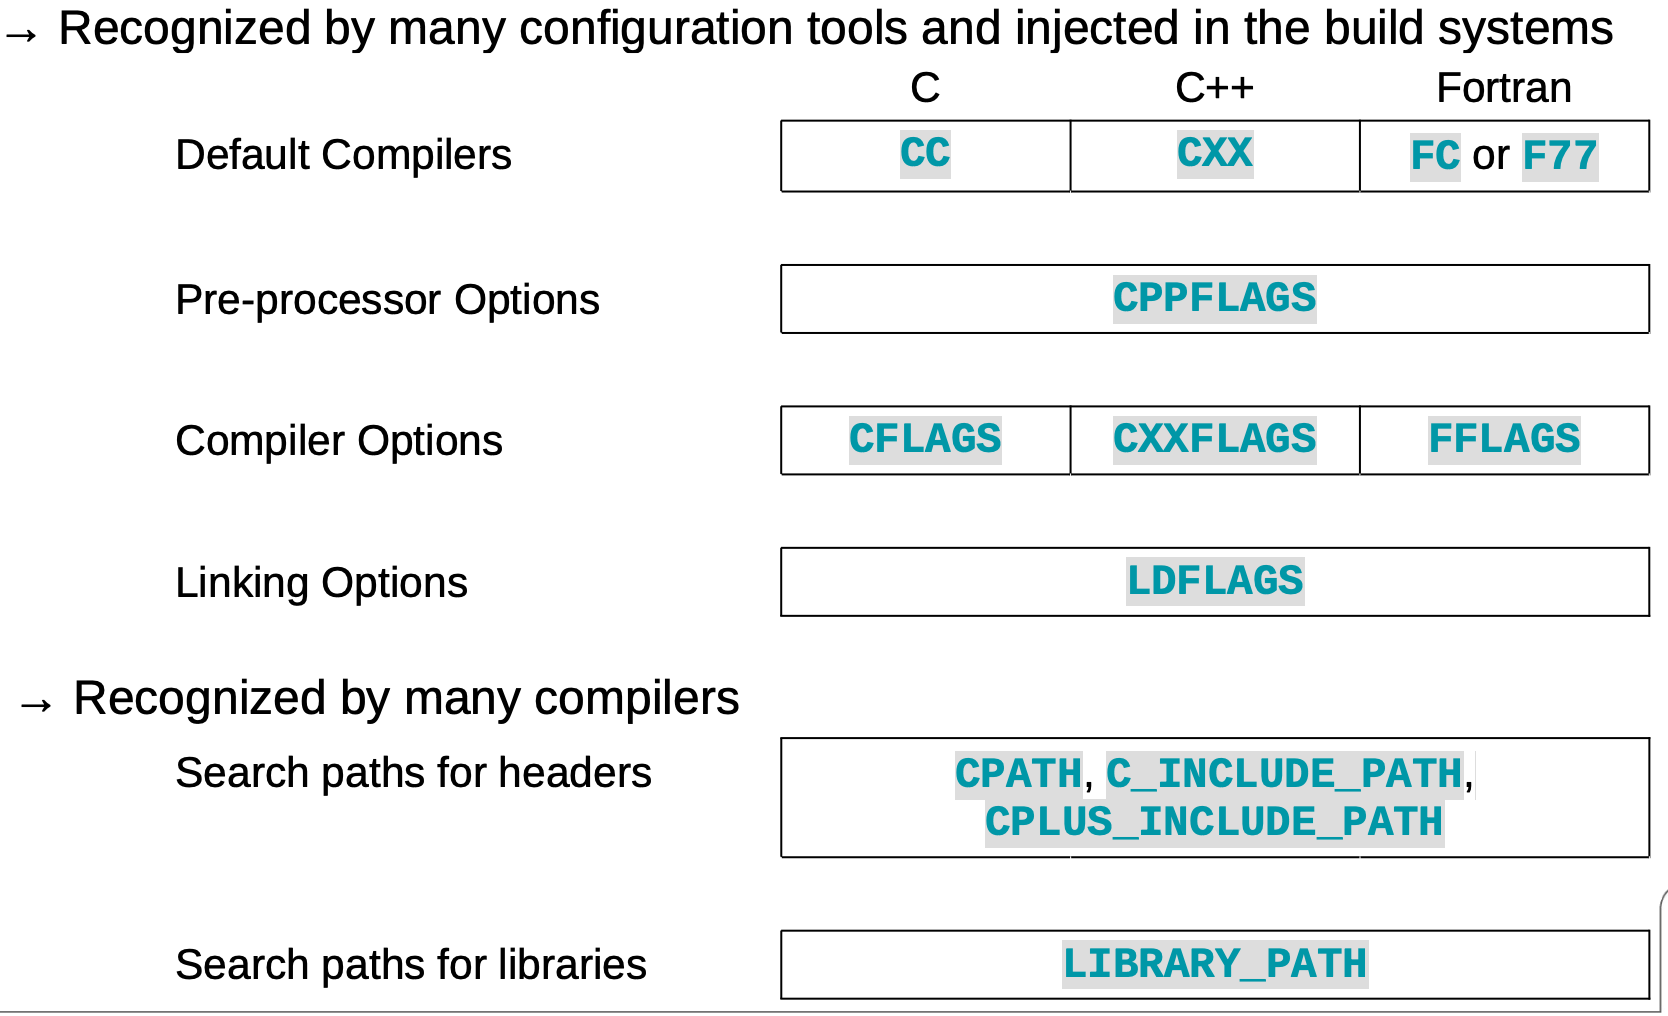 → Recognized by many configuration tools and injected in the build systems
C C++ Fortran
Default Compilers CC CXX FC or F77
Pre-processor Options CPPFLAGS
Compiler Options CFLAGS CXXFLAGS FFLAGS
Linking Options LDFLAGS
→ Recognized by many compilers
Search paths for headers CPATH, C_INCLUDE_PATH,
CPLUS_INCLUDE_PATH
Search paths for libraries LIBRARY_PATH